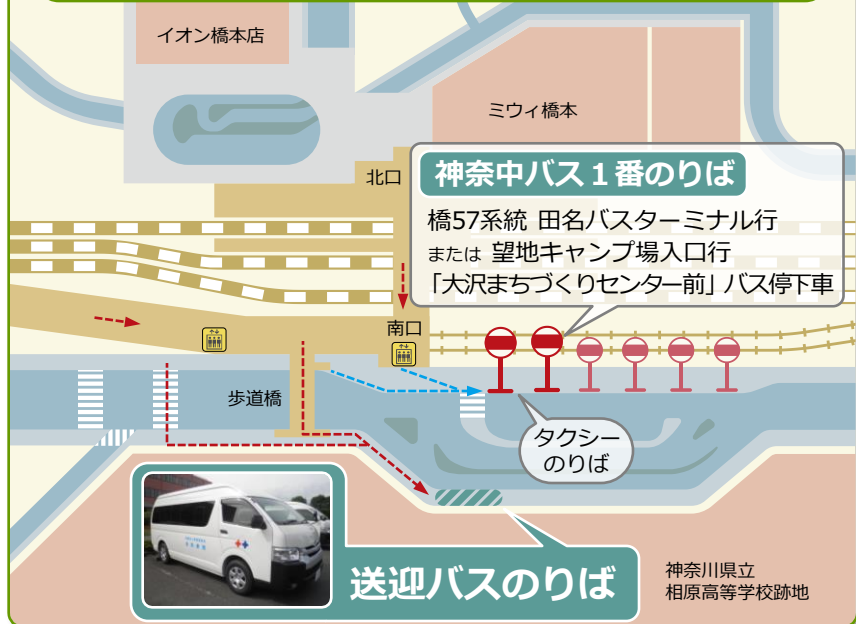 イオン橋本店
ミウィ橋本
北口
神奈中バス1番のりば
橋57系統 田名バスターミナル行
または 望地キャンプ場入口行
「大沢まちづくりセンター前」バス停下車
南口
歩道橋
タクシー
のりば
送迎バスのりば
神奈川県立
相原高等学校跡地